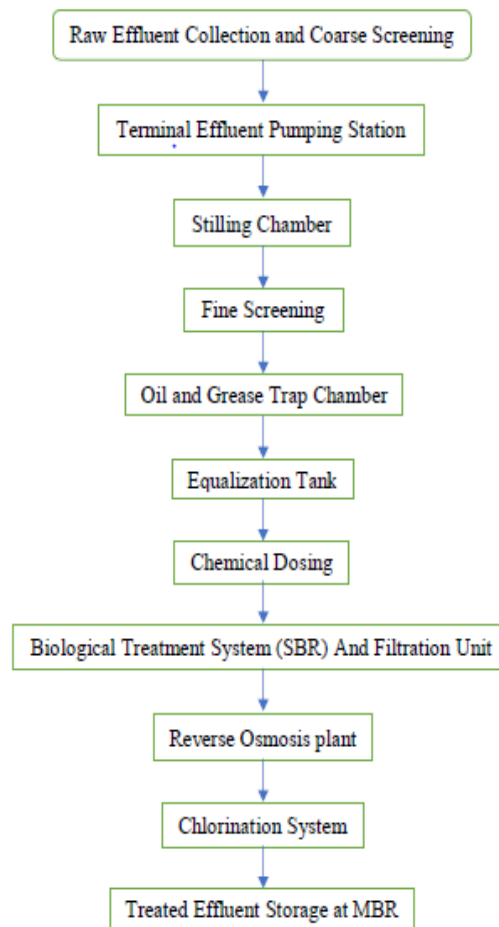 Raw Effluent Collection and Coarse Screening
Terminal Effluent Pumping Station
Stilling Chamber
Fine Screening
Oil and Grease Trap Chamber
Equalization Tank
Chemical Dosing
Biological Treatment System (SBR) And Filtration Unit
Reverse Osmosis plant
Chlorination System
Treated Effluent Storage at MBR